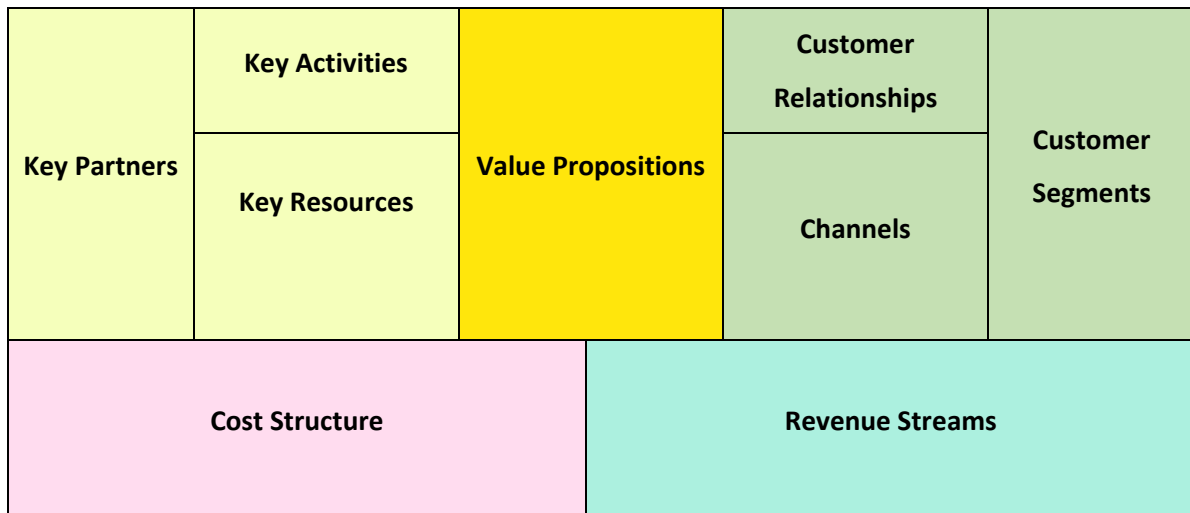 Key Partners
Key Activities
Key Resources
Value Propositions
Customer
Relationships
Channels
Customer
Segments
Cost Structure
Revenue Streams